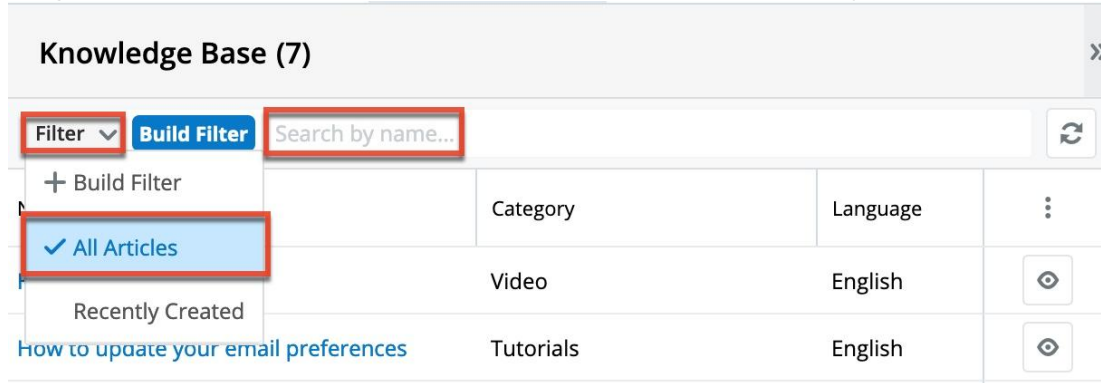 Knowledge Base (7)
Filter Build Filter Search by name...
Build Filter
Category Language
All Articles
Video English
Recently Created
How to update your email preferences Tutorials English